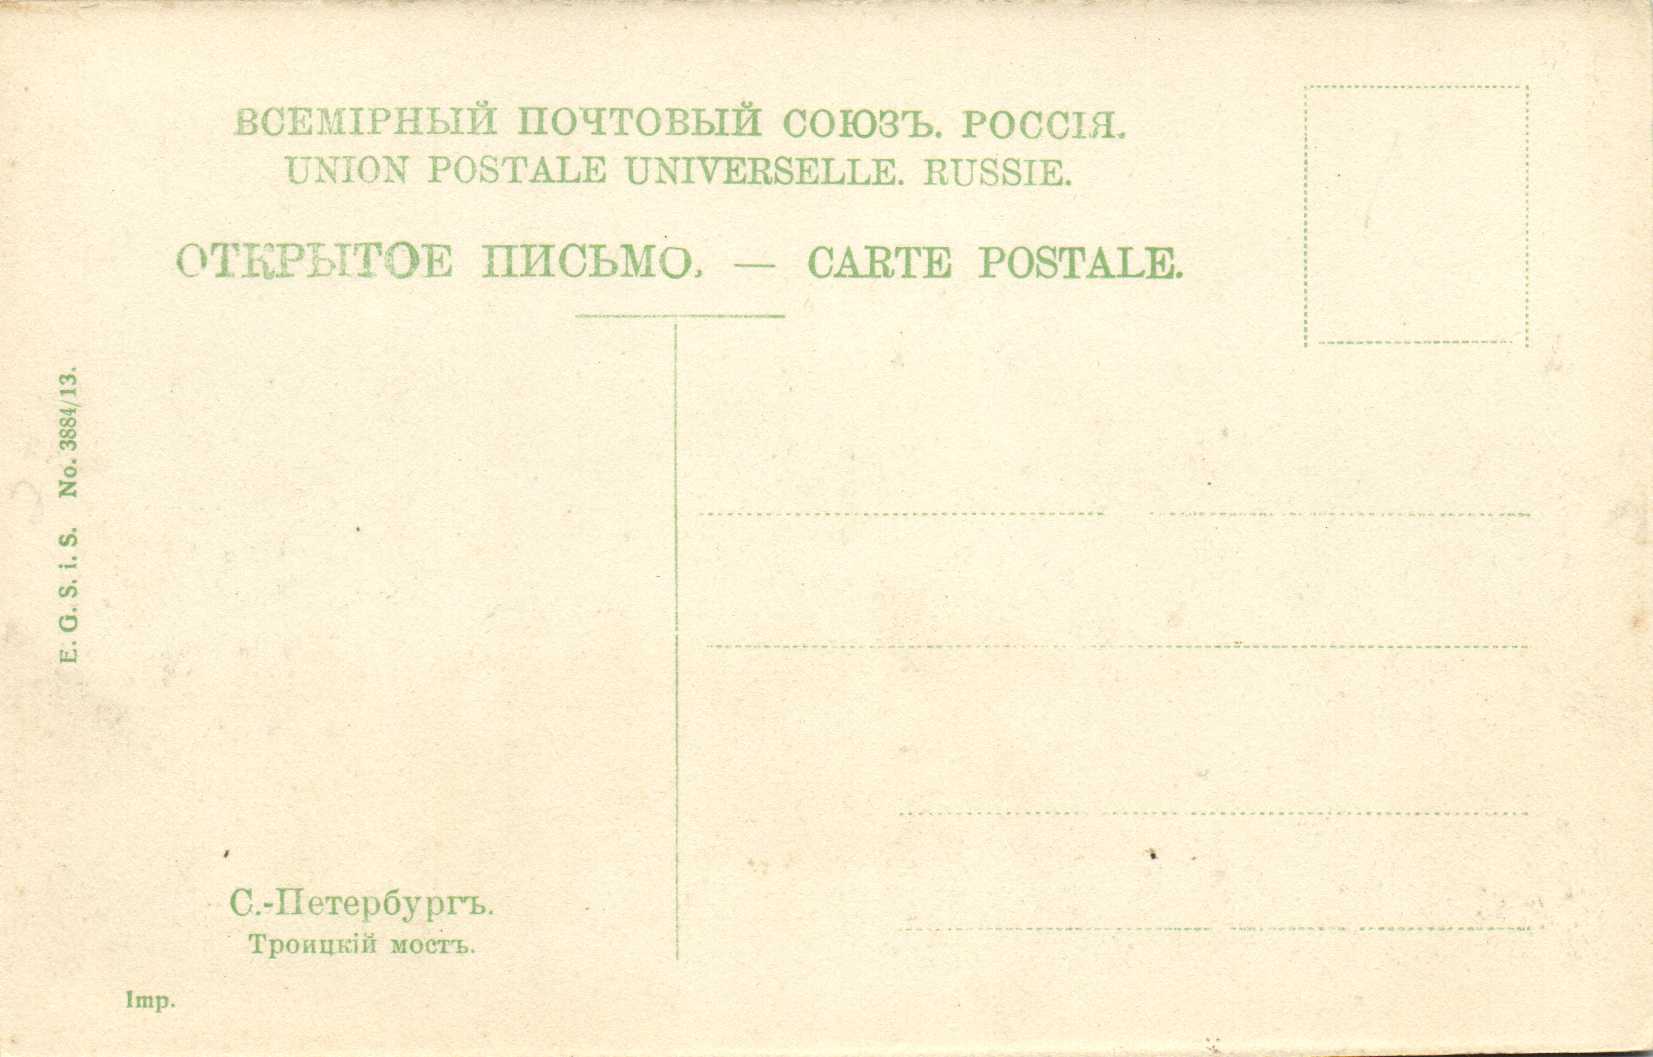 ВСЕМІРНЫЙ ПОЧТОВЫЙ СОЮЗЪ. РОССІЯ.
UNION POSTALE UNIVERSELLE. RUSSIE.
ОТКРЫТОЕ ПИСЬМО. — CARTE POSTALE.
E. G. S. i. S. No. 3884/13.
С.-Петербургъ.
Троицкій мостъ.
Imp.